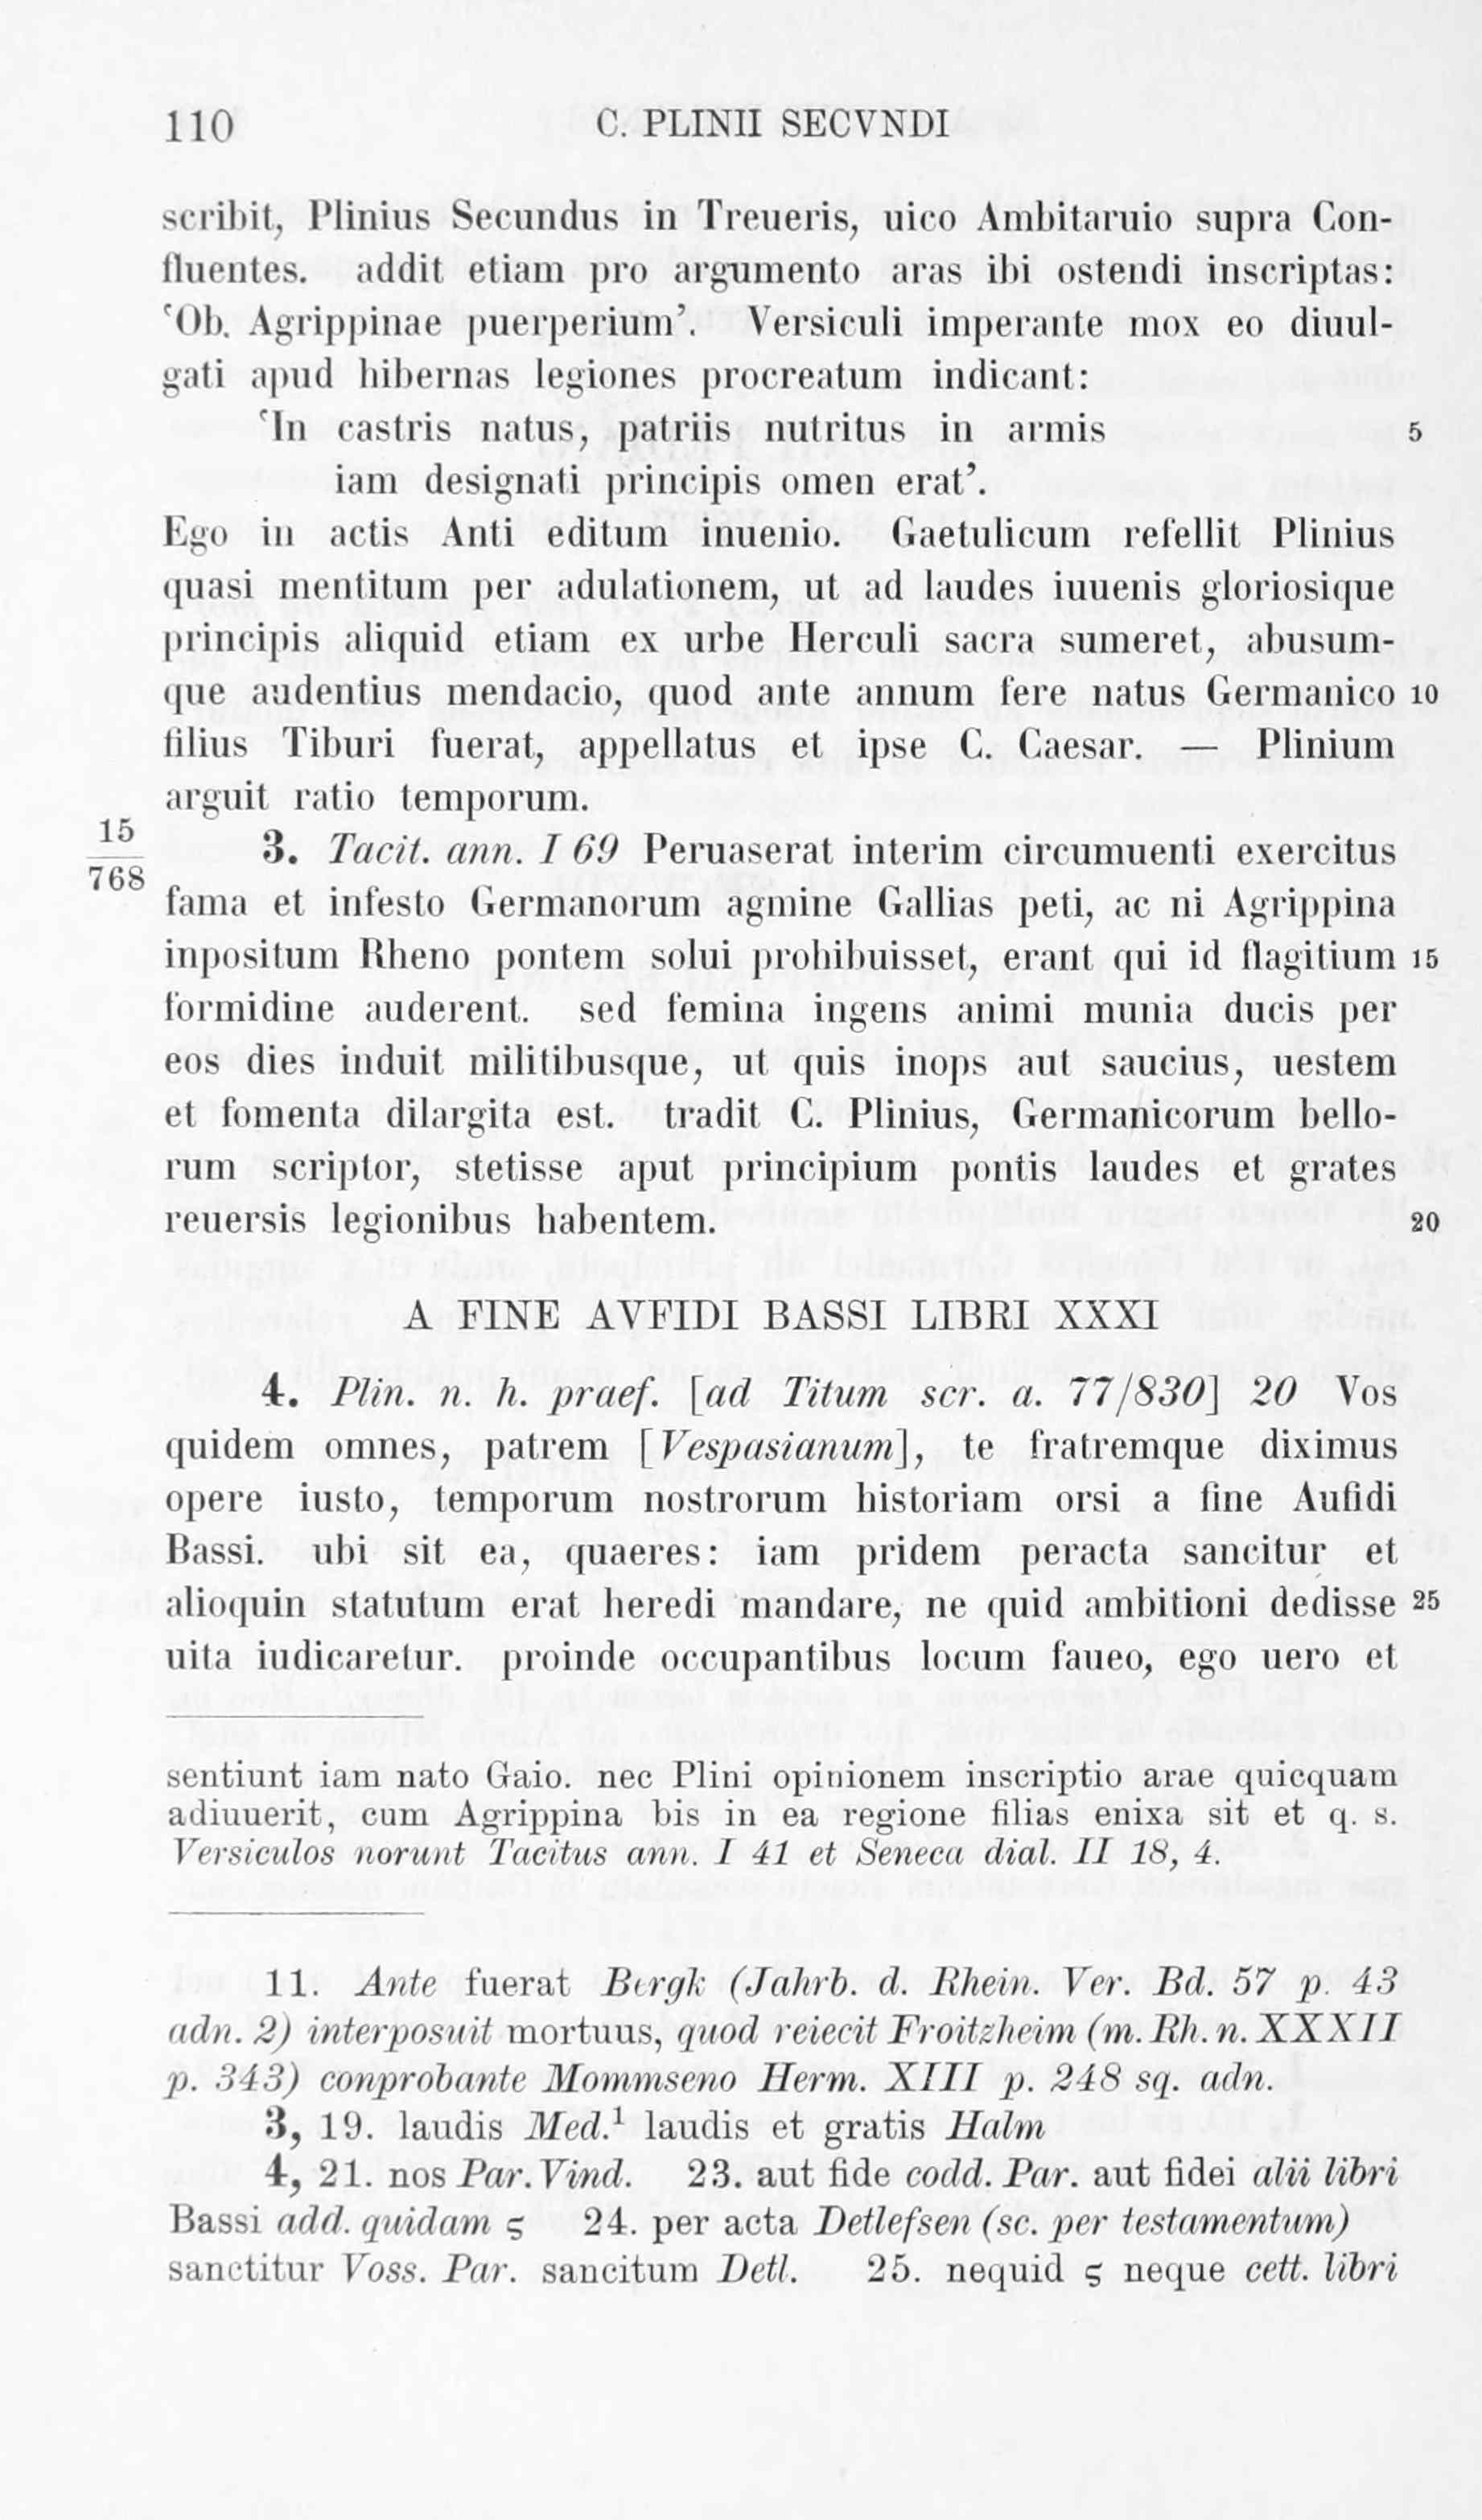 110 C. PLINII SECVNDI
scribit, Plinius Secundus in Treueris, uico Ambitaruio supra Con-
fluentes. addit etiam pro argumento aras ibi ostendi inscriptas:
‘Ob. Agrippinae puerperium’. Versiculi imperante mox eo diuul-
gati apud hibernas legiones procreatum indicant:
‘In castris natus, patriis nutritus in armis 5
iam designati principis omen erat’.
Ego in actis Anti editum inuenio. Gaetulicum refellit Plinius
quasi mentitum per adulationem, ut ad laudes iuuenis gloriosique
principis aliquid etiam ex urbe Herculi sacra sumeret, abusum-
que audentius mendacio, quod ante annum fere natus Germanico 10
filius Tiburi fuerat, appellatus et ipse C. Caesar. — Plinium
arguit ratio temporum.
15
768
3. Tacit. ann. I 69 Peruaserat interim circumuenti exercitus
fama et infesto Germanorum agmine Gallias peti, ac ni Agrippina
inpositum Rheno pontem solui prohibuisset, erant qui id flagitium 15
formidine auderent. sed femina ingens animi munia ducis per
eos dies induit militibusque, ut quis inops aut saucius, uestem
et fomenta dilargita est. tradit C. Plinius, Germanicorum bello-
rum scriptor, stetisse aput principium pontis laudes et grates
reuersis legionibus habentem. 20
A FINE AVFIDI BASSI LIBRI XXXI
4. Plin. n. h. praef. [ad Titum scr. a. 77/830] 20 Vos
quidem omnes, patrem [Vespasianum], te fratremque diximus
opere iusto, temporum nostrorum historiam orsi a fine Aufidi
Bassi. ubi sit ea, quaeres: iam pridem peracta sancitur et
alioquin statutum erat heredi mandare, ne quid ambitioni dedisse 25
uita iudicaretur. proinde occupantibus locum faueo, ego uero et
sentiunt iam nato Gaio. nec Plini opinionem inscriptio arae quicquam
adiuuerit, cum Agrippina bis in ea regione filias enixa sit et q. s.
Versiculos norunt Tacitus ann. I 41 et Seneca dial. II 18, 4.
11. Ante fuerat Bergk (Jahrb. d. Rhein. Ver. Bd. 57 p. 43
adn. 2) interposuit mortuus, quod reiecit Froitzheim (m. Rh. n. XXXII
p. 343) conprobante Mommseno Herm. XIII p. 248 sq. adn.
3, 19. laudis Med.¹ laudis et gratis Halm
4, 21. nos Par. Vind. 23. aut fide codd. Par. aut fidei alii libri
Bassi add. quidam ς 24. per acta Detlefsen (sc. per testamentum)
sanctitur Voss. Par. sancitum Detl. 25. nequid ς neque cett. libri